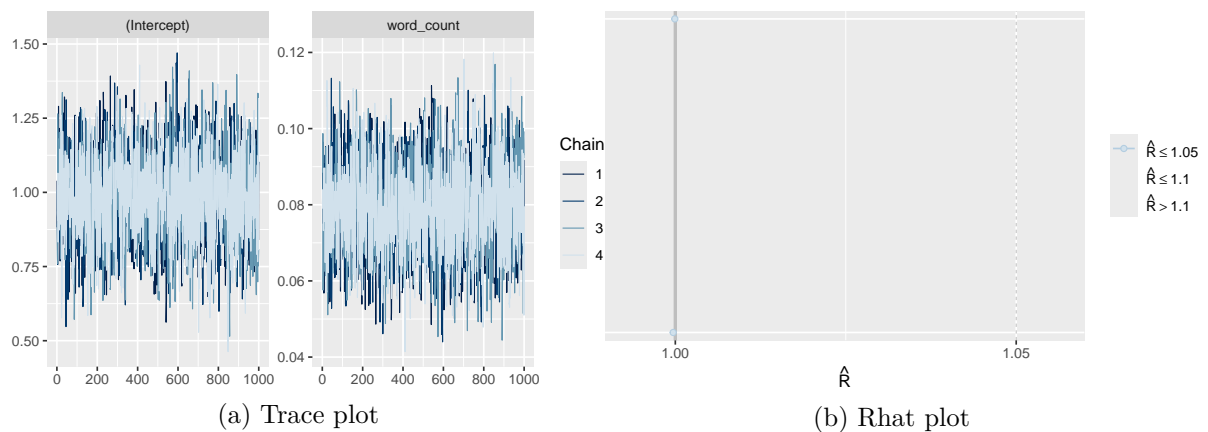 (Intercept)
word_count
1.50
1.25
1.00
0.75
0.50
0.12
0.10
0.08
0.06
0.04
0 200 400 600 800 1000
0 200 400 600 800 1000
Chain
1
2
3
4
(a) Trace plot
1.00 1.05
R̂
R̂ ≤ 1.05
R̂ ≤ 1.1
R̂ > 1.1
(b) Rhat plot